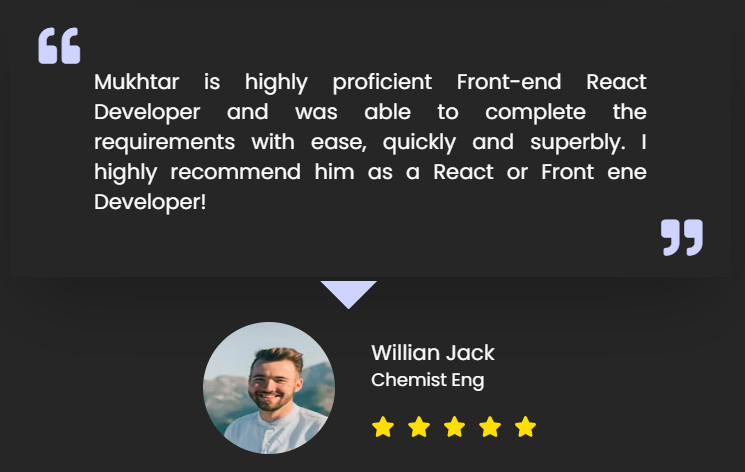 Mukhtar is highly proficient Front-end React
Developer and was able to complete the
requirements with ease, quickly and superbly. I
highly recommend him as a React or Front ene
Developer!
Willian Jack
Chemist Eng